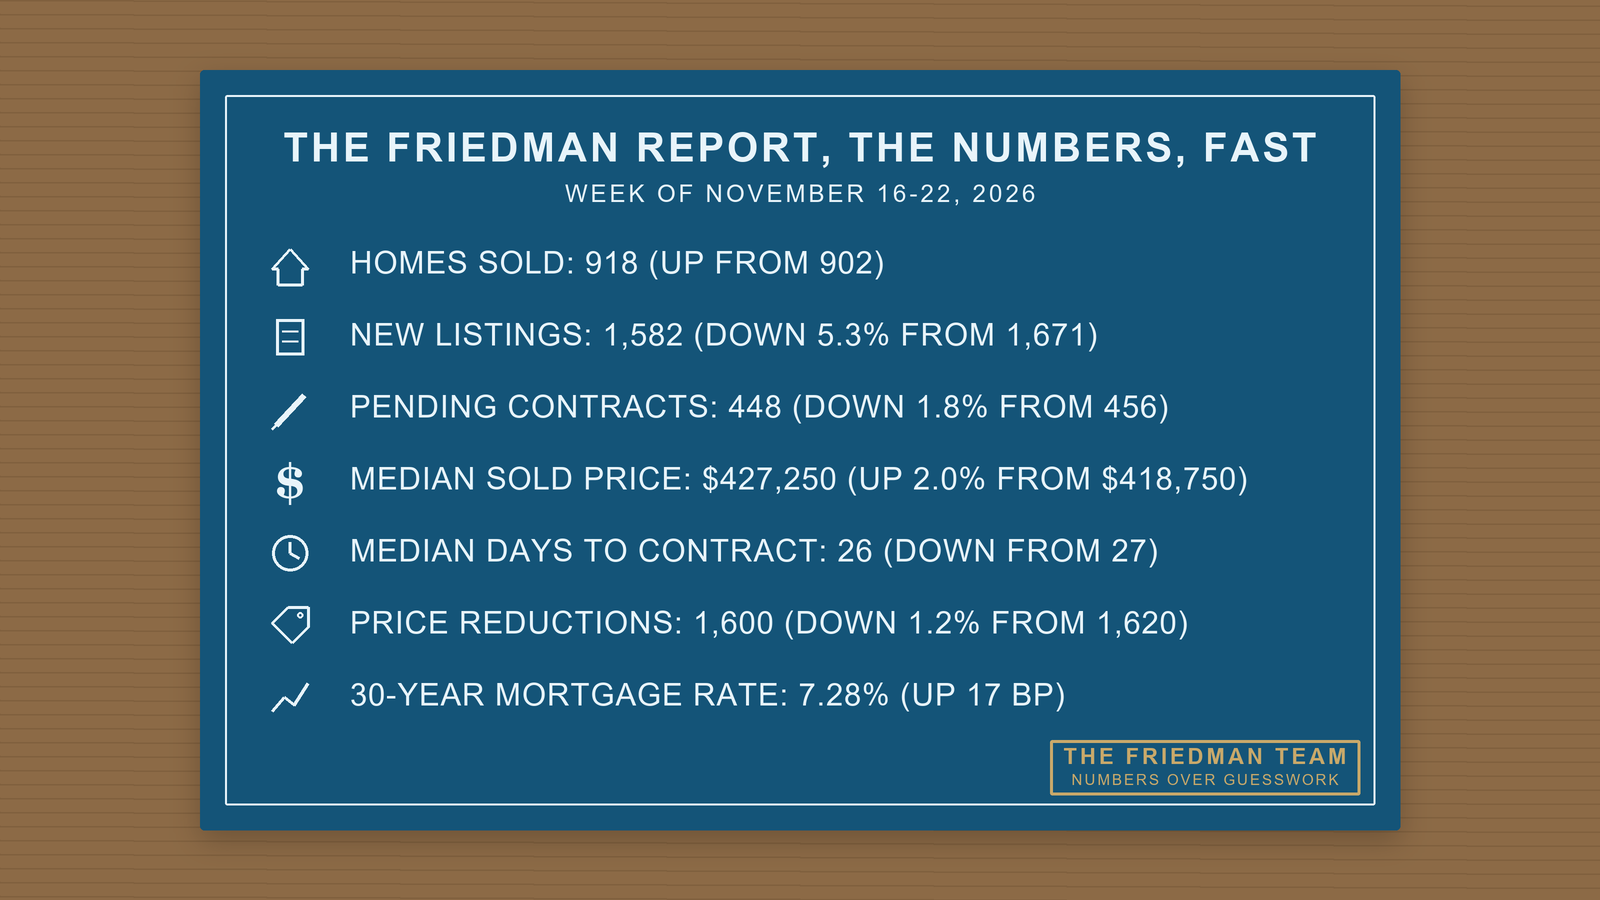 THE FRIEDMAN REPORT, THE NUMBERS, FAST
WEEK OF NOVEMBER 16-22, 2026
HOMES SOLD: 918 (UP FROM 902)
NEW LISTINGS: 1,582 (DOWN 5.3% FROM 1,671)
PENDING CONTRACTS: 448 (DOWN 1.8% FROM 456)
$ MEDIAN SOLD PRICE: $427,250 (UP 2.0% FROM $418,750)
MEDIAN DAYS TO CONTRACT: 26 (DOWN FROM 27)
PRICE REDUCTIONS: 1,600 (DOWN 1.2% FROM 1,620)
30-YEAR MORTGAGE RATE: 7.28% (UP 17 BP)
THE FRIEDMAN TEAM
NUMBERS OVER GUESSWORK